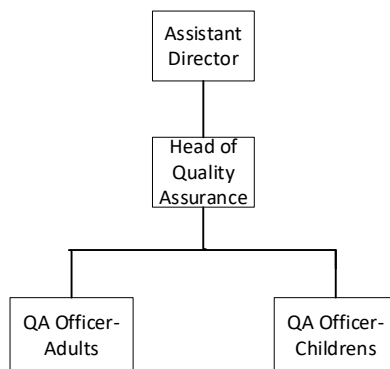 Assistant
Director
Head of
Quality
Assurance
QA Officer-
Adults
QA Officer-
Childrens